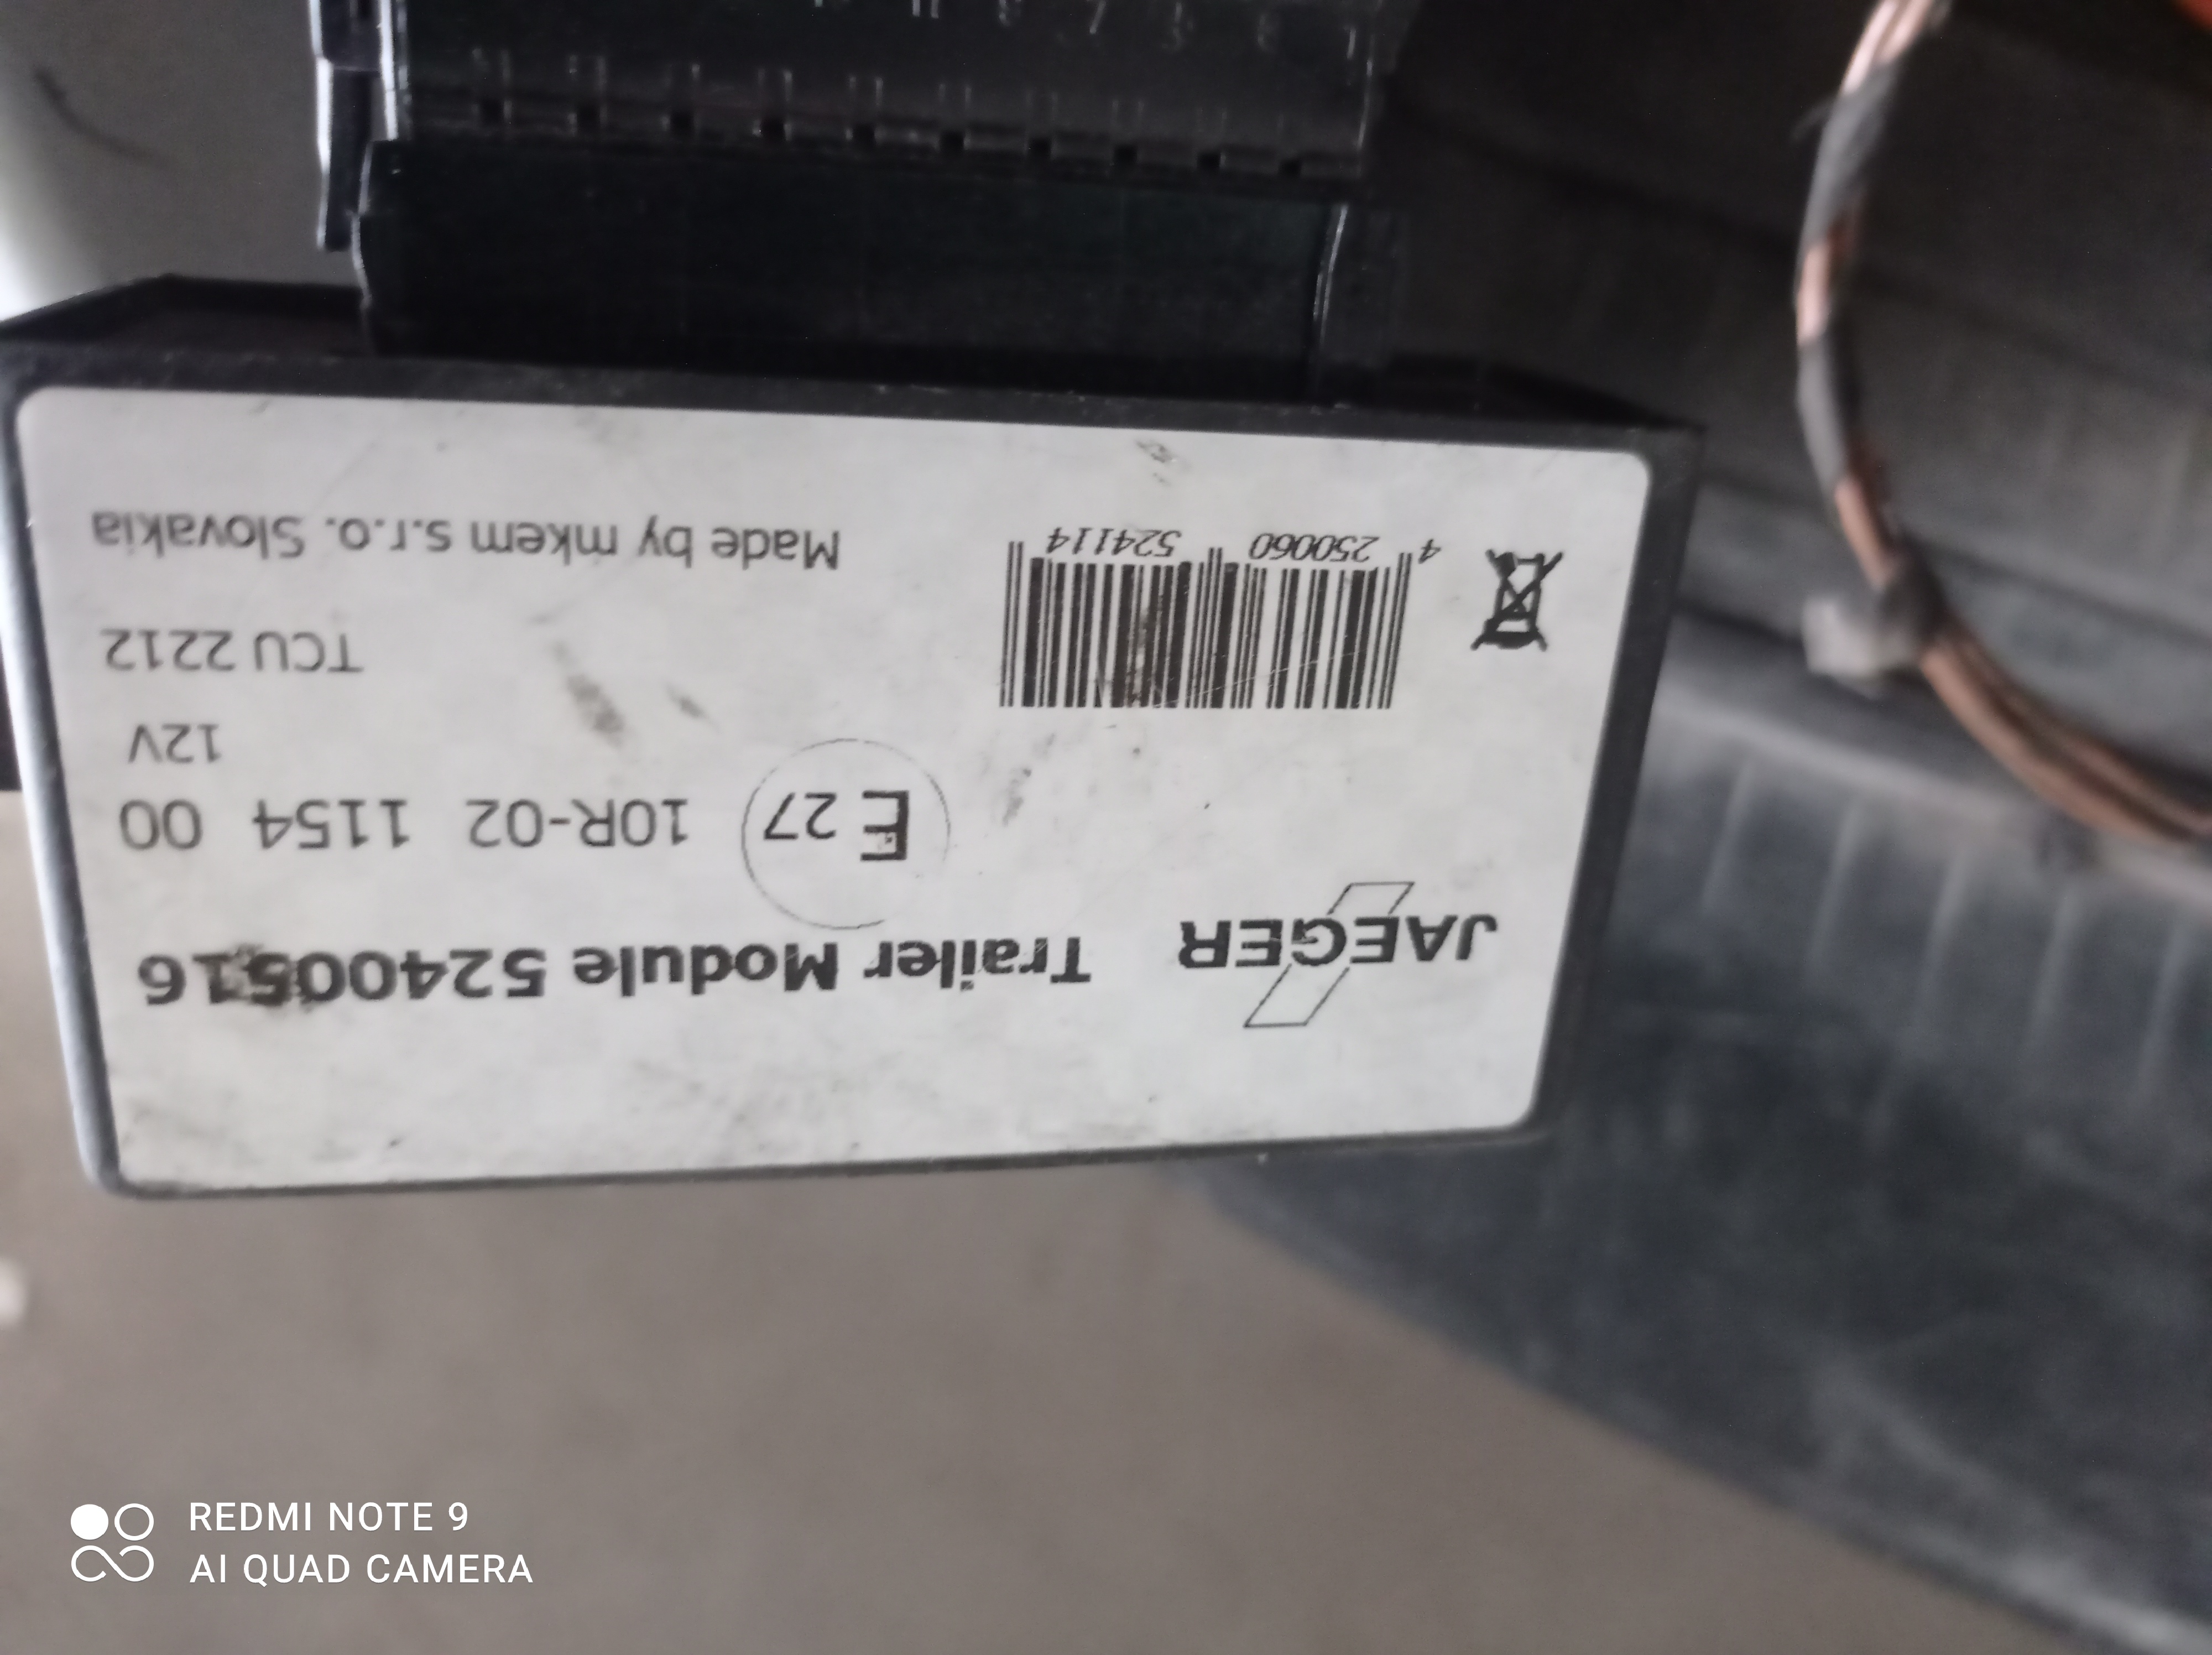 JAEGER
Trailer Module 52400516
E 27
10R-02 1154 00
12V
TCU 2212
4 250060 524114
Made by mkem s.r.o. Slovakia
REDMI NOTE 9
AI QUAD CAMERA